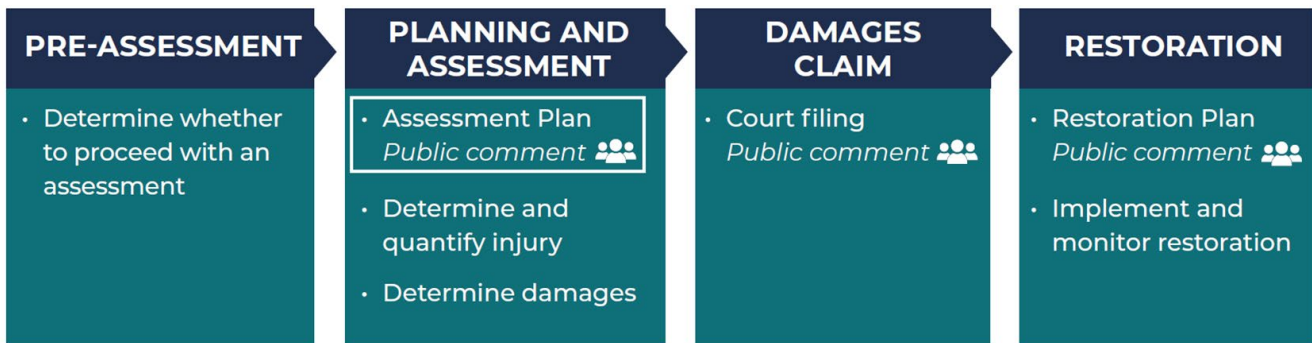 PRE-ASSESSMENT
• Determine whether
to proceed with an
assessment
PLANNING AND
ASSESSMENT
• Assessment Plan
Public comment
• Determine and
quantify injury
• Determine damages
DAMAGES
CLAIM
• Court filing
Public comment
RESTORATION
• Restoration Plan
Public comment
• Implement and
monitor restoration